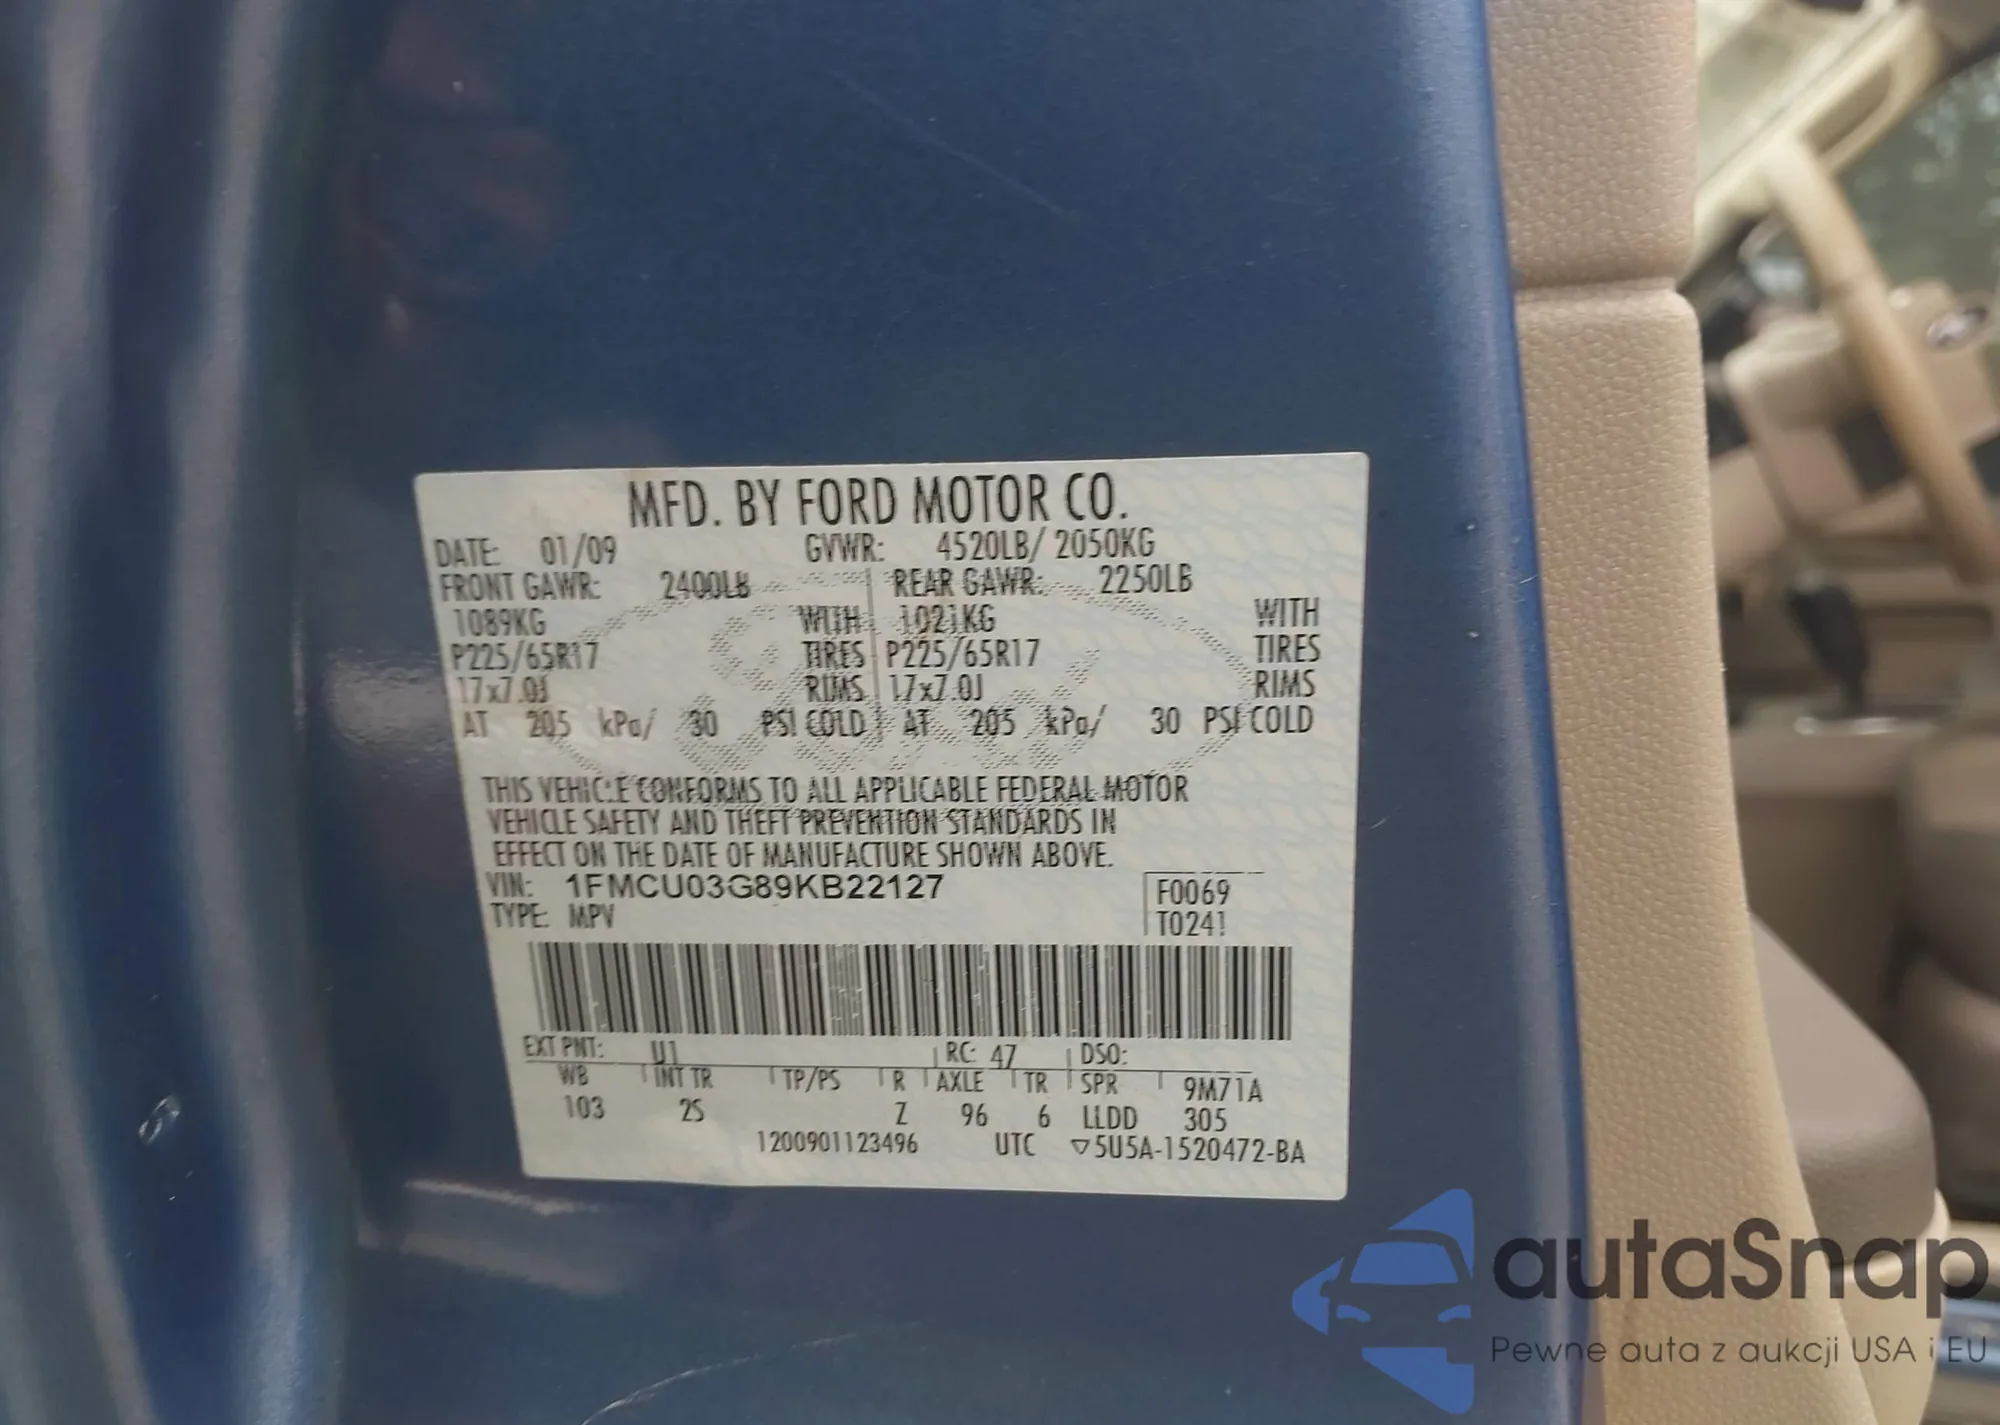 MFD. BY FORD MOTOR CO.
DATE: 01/09 GVWR: 4520LB/ 2050KG
FRONT GAWR: 2400LB REAR GAWR: 2250LB
1089KG WITH 1021KG WITH
P225/65R17 TIRES P225/65R17 TIRES
17x7.0J RIMS 17x7.0J RIMS
AT 205 kPa/ 30 PSI COLD AT 205 kPa/ 30 PSI COLD
THIS VEHICLE CONFORMS TO ALL APPLICABLE FEDERAL MOTOR
VEHICLE SAFETY AND THEFT PREVENTION STANDARDS IN
EFFECT ON THE DATE OF MANUFACTURE SHOWN ABOVE.
VIN: 1FMCU03G89KB22127 F0069
TYPE: MPV T0241
EXT PNT: U1 RC: 47 DSO:
WB INT TR TP/PS R AXLE TR SPR 9M71A
103 2S Z 96 6 LLDD 305
1200901123496 UTC ▽5U5A-1520472-BA
autaSnap
Pewne auta z aukcji USA i EU